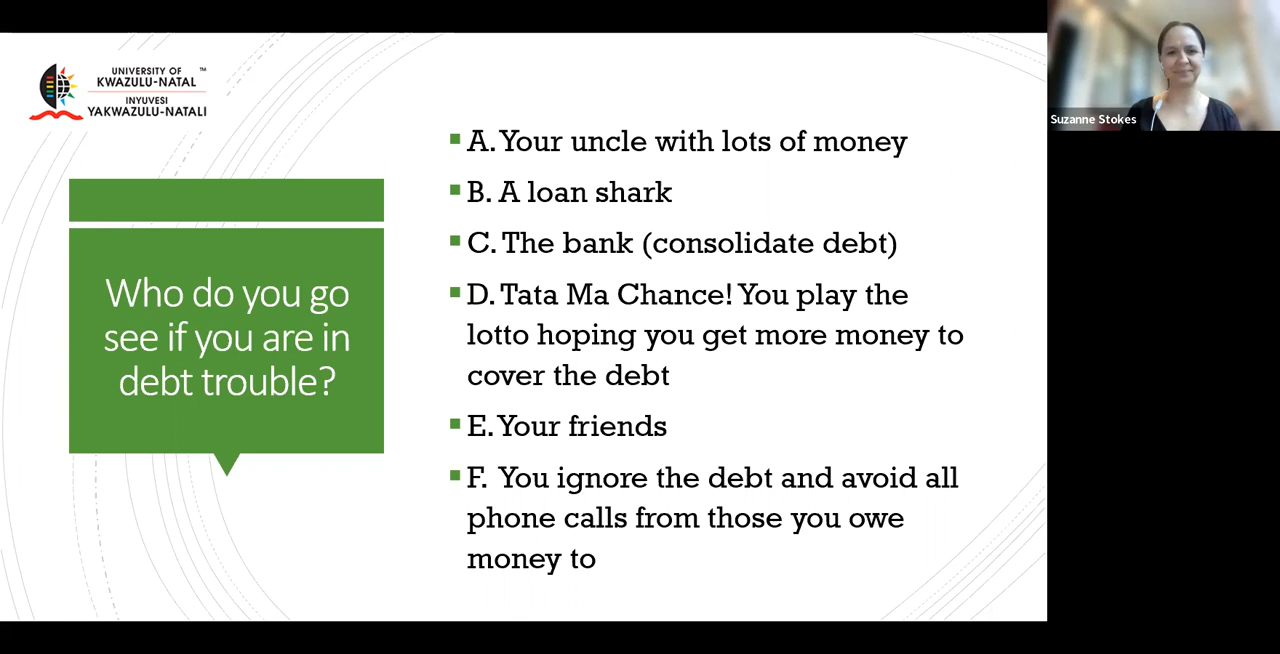 UNIVERSITY OF ™
KWAZULU-NATAL
INYUVESI
YAKWAZULU-NATALI
Who do you go
see if you are in
debt trouble?
A. Your uncle with lots of money
B. A loan shark
C. The bank (consolidate debt)
D. Tata Ma Chance! You play the
lotto hoping you get more money to
cover the debt
E. Your friends
F. You ignore the debt and avoid all
phone calls from those you owe
money to
Suzanne Stokes